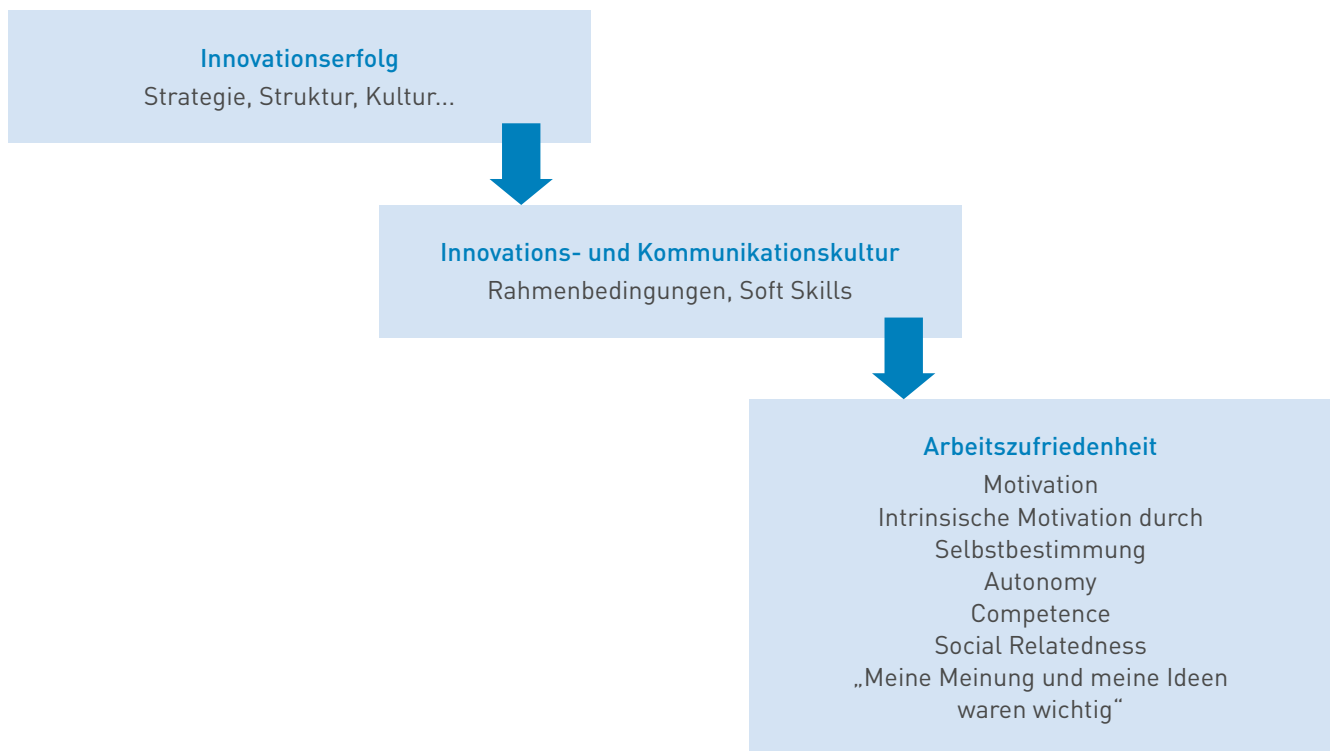 Innovationserfolg
Strategie, Struktur, Kultur...
Innovations- und Kommunikationskultur
Rahmenbedingungen, Soft Skills
Arbeitszufriedenheit
Motivation
Intrinsische Motivation durch
Selbstbestimmung
Autonomy
Competence
Social Relatedness
„Meine Meinung und meine Ideen
waren wichtig“